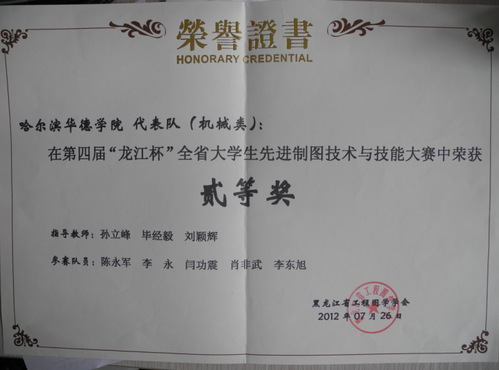 榮譽證書
HONORARY CREDENTIAL
哈尔滨华德学院 代表队（机械类）：
在第四届“龙江杯”全省大学生先进制图技术与技能大赛中荣获
贰等奖
指导教师：孙立峰 毕经毅 刘颖辉
参赛队员：陈永军 李永 闫功震 肖非武 李东旭
黑龙江省工程图学学会
2012 年 07 月 26 日